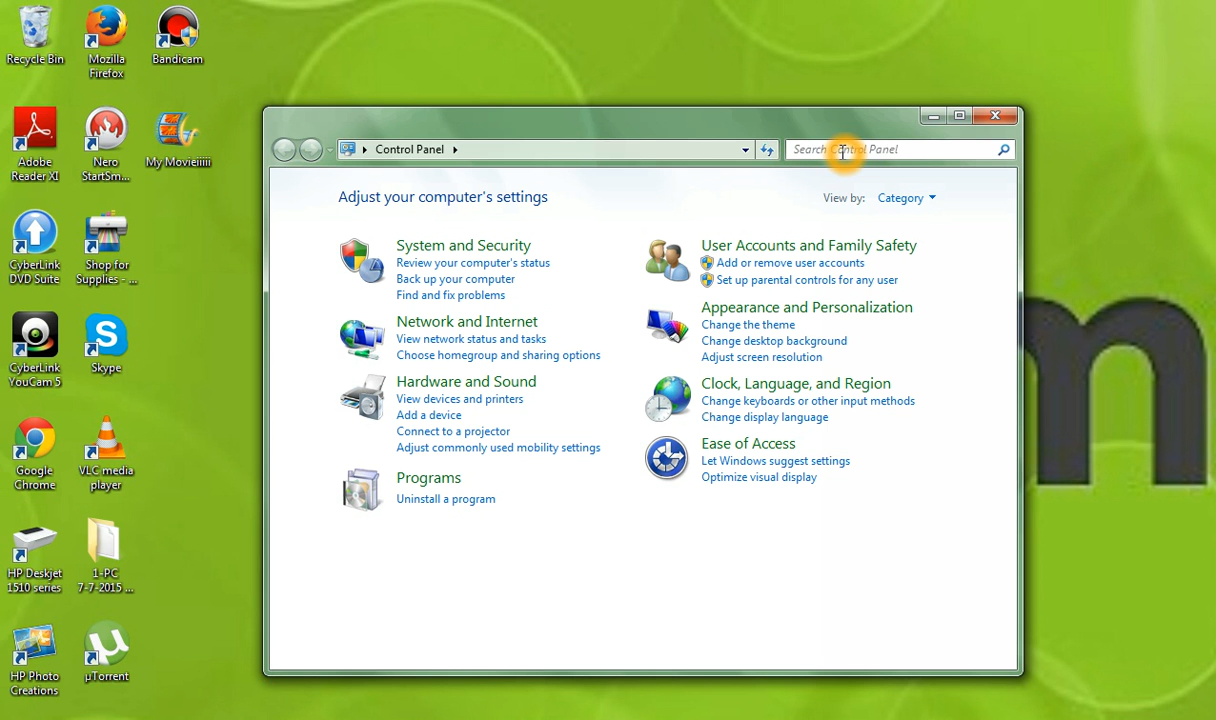 Recycle Bin
Mozilla
Firefox
Bandicam
Adobe
Reader XI
Nero
StartSm...
My Movieiiiii
CyberLink
DVD Suite
Shop for
Supplies - ...
CyberLink
YouCam 5
Skype
Google
Chrome
VLC media
player
HP Deskjet
1510 series
1-PC
7-7-2015 ...
HP Photo
Creations
µTorrent
Control Panel
Search Control Panel
Adjust your computer's settings
View by: Category
System and Security
Review your computer's status
Back up your computer
Find and fix problems
Network and Internet
View network status and tasks
Choose homegroup and sharing options
Hardware and Sound
View devices and printers
Add a device
Connect to a projector
Adjust commonly used mobility settings
Programs
Uninstall a program
User Accounts and Family Safety
Add or remove user accounts
Set up parental controls for any user
Appearance and Personalization
Change the theme
Change desktop background
Adjust screen resolution
Clock, Language, and Region
Change keyboards or other input methods
Change display language
Ease of Access
Let Windows suggest settings
Optimize visual display
m